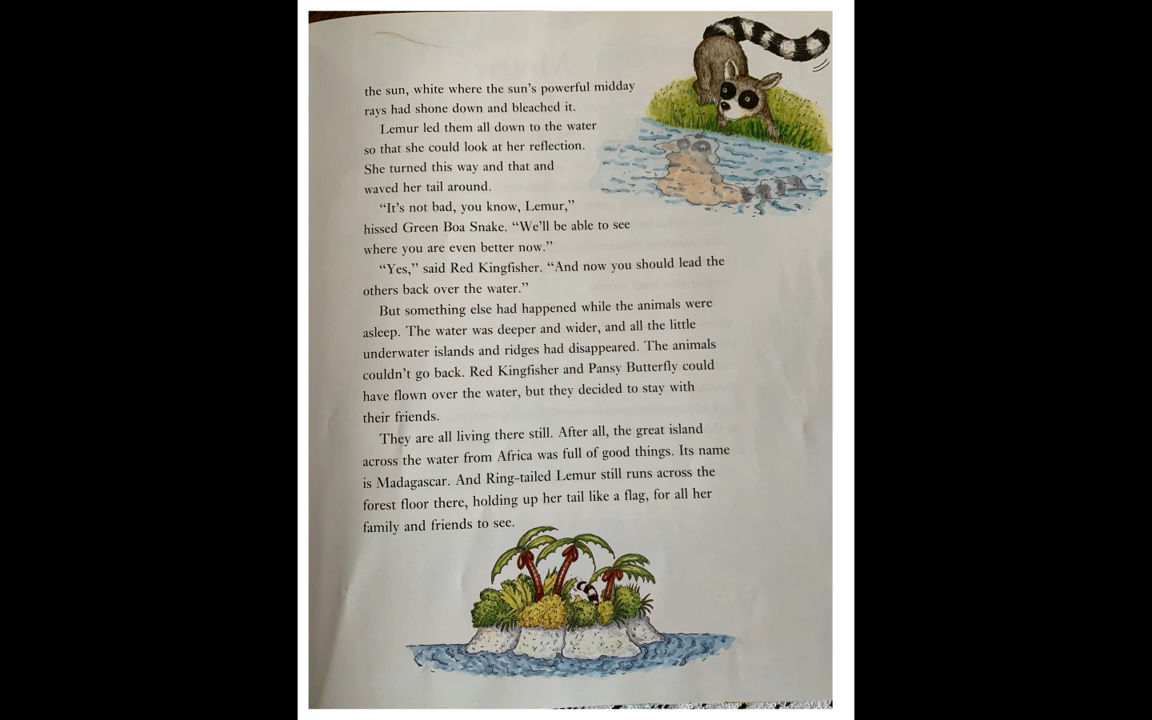 the sun, white where the sun's powerful midday
rays had shone down and bleached it.
Lemur led them all down to the water
so that she could look at her reflection.
She turned this way and that and
waved her tail around.
“It's not bad, you know, Lemur,”
hissed Green Boa Snake. “We'll be able to see
where you are even better now.”
“Yes,” said Red Kingfisher. “And now you should lead the
others back over the water.”
But something else had happened while the animals were
asleep. The water was deeper and wider, and all the little
underwater islands and ridges had disappeared. The animals
couldn't go back. Red Kingfisher and Pansy Butterfly could
have flown over the water, but they decided to stay with
their friends.
They are all living there still. After all, the great island
across the water from Africa was full of good things. Its name
is Madagascar. And Ring-tailed Lemur still runs across the
forest floor there, holding up her tail like a flag, for all her
family and friends to see.